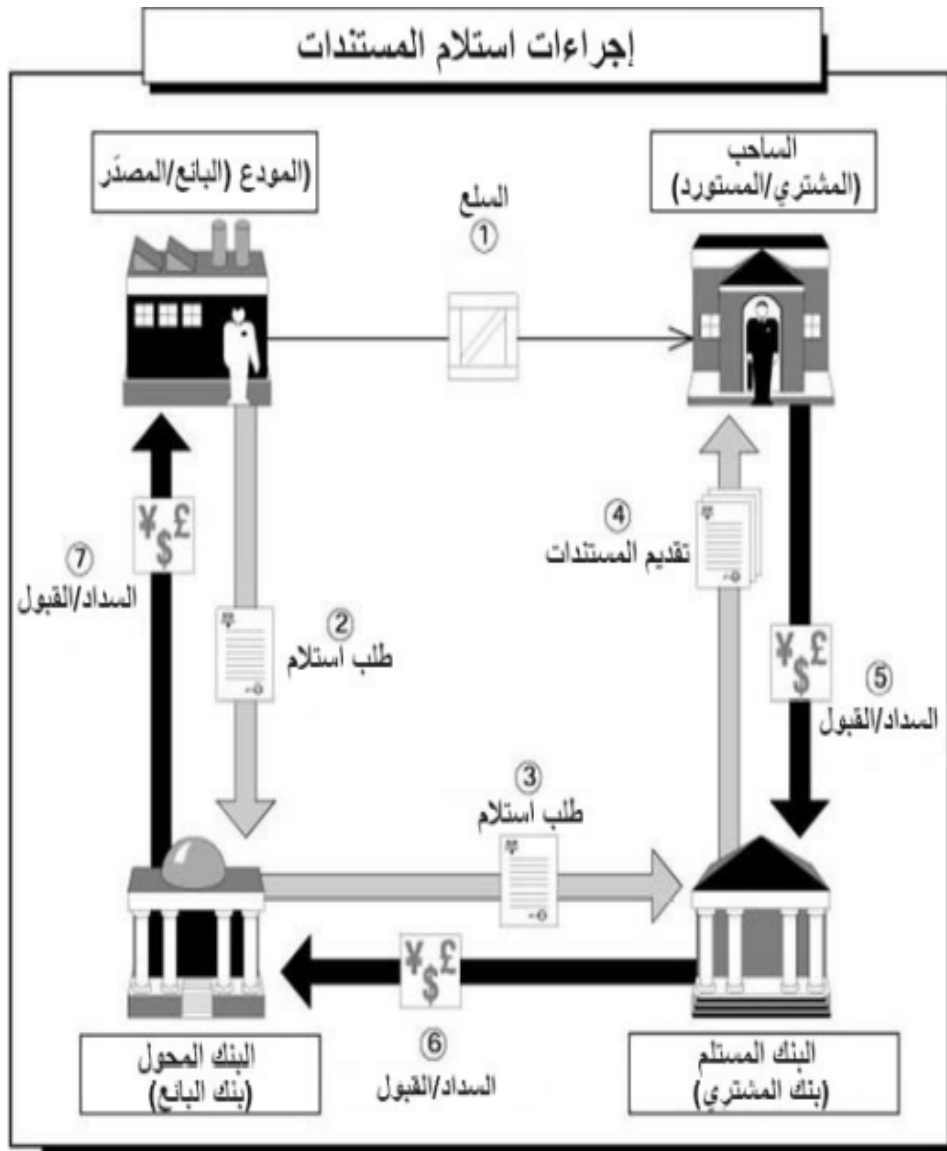 إجراءات استلام المستندات
الساحب
(المشتري/المستورد)
المودع (البائع/المصدّر)
السلع
①
④
تقديم المستندات
⑦
السداد/القبول
②
طلب استلام
⑤
السداد/القبول
③
طلب استلام
⑥
السداد/القبول
البنك المستلم
(بنك المشتري)
البنك المحول
(بنك البائع)